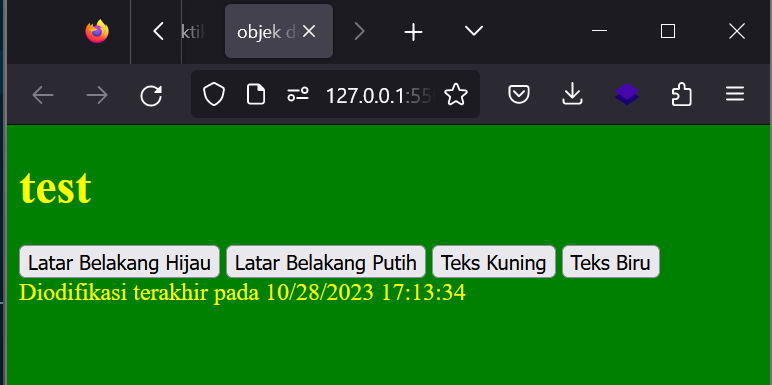 objek d
127.0.0.1:55
test
Latar Belakang Hijau Latar Belakang Putih Teks Kuning Teks Biru
Diodifikasi terakhir pada 10/28/2023 17:13:34